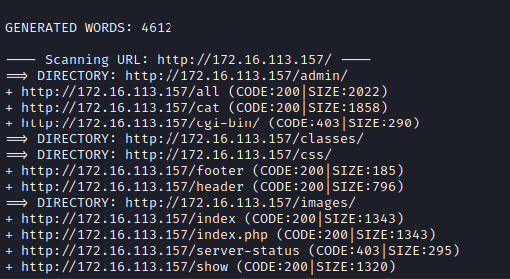 GENERATED WORDS: 4612
---- Scanning URL: http://172.16.113.157/ ----
==> DIRECTORY: http://172.16.113.157/admin/
+ http://172.16.113.157/all (CODE:200|SIZE:2022)
+ http://172.16.113.157/cat (CODE:200|SIZE:1858)
+ http://172.16.113.157/cgi-bin/ (CODE:403|SIZE:290)
==> DIRECTORY: http://172.16.113.157/classes/
==> DIRECTORY: http://172.16.113.157/css/
+ http://172.16.113.157/footer (CODE:200|SIZE:185)
+ http://172.16.113.157/header (CODE:200|SIZE:796)
==> DIRECTORY: http://172.16.113.157/images/
+ http://172.16.113.157/index (CODE:200|SIZE:1343)
+ http://172.16.113.157/index.php (CODE:200|SIZE:1343)
+ http://172.16.113.157/server-status (CODE:403|SIZE:295)
+ http://172.16.113.157/show (CODE:200|SIZE:1320)